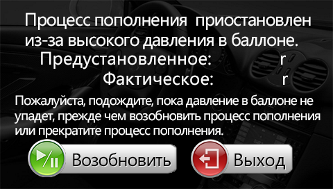 Процесс пополнения приостановлен
из-за высокого давления в баллоне.
Предустановленное: г
Фактическое: г
Пожалуйста, подождите, пока давление в баллоне не
упадет, прежде чем возобновить процесс пополнения
или прекратите процесс пополнения.
Возобновить Выход